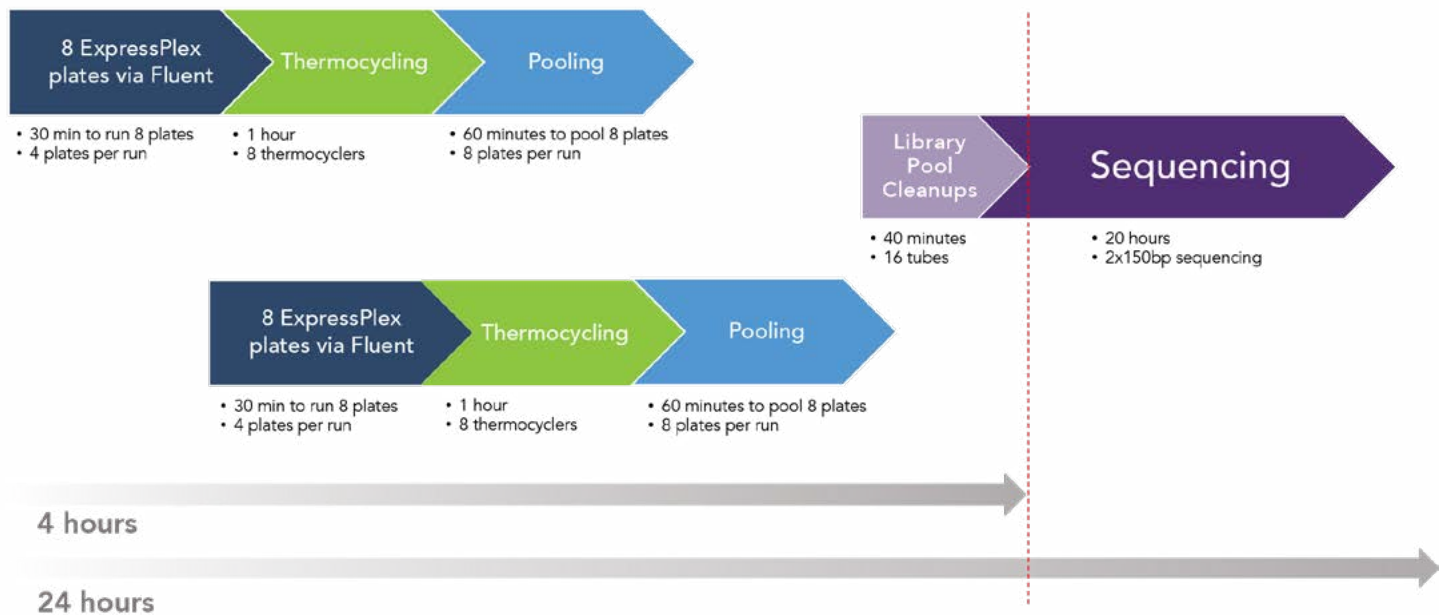 8 ExpressPlex
plates via Fluent
Thermocycling
Pooling
• 30 min to run 8 plates
• 4 plates per run
• 1 hour
• 8 thermocyclers
• 60 minutes to pool 8 plates
• 8 plates per run
Library
Pool
Cleanups
Sequencing
• 40 minutes
• 16 tubes
• 20 hours
• 2x150bp sequencing
8 ExpressPlex
plates via Fluent
Thermocycling
Pooling
• 30 min to run 8 plates
• 4 plates per run
• 1 hour
• 8 thermocyclers
• 60 minutes to pool 8 plates
• 8 plates per run
4 hours
24 hours